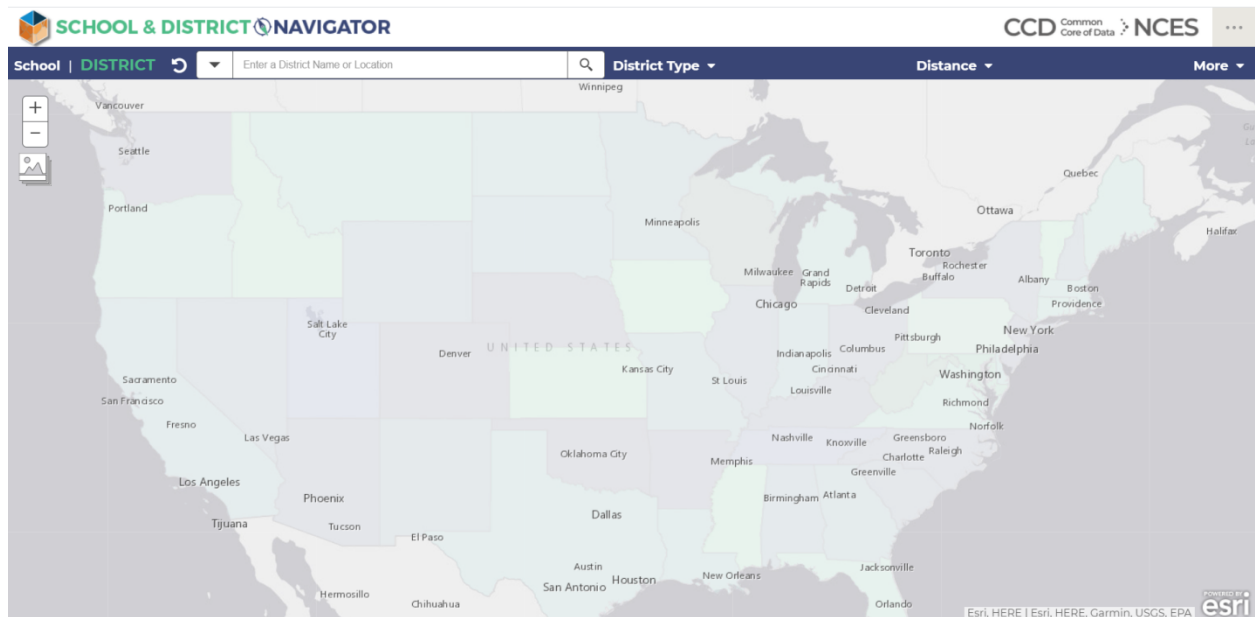 SCHOOL & DISTRICT NAVIGATOR
CCD Common Core of Data NCES
School | DISTRICT
Enter a District Name or Location
District Type
Distance
More
Winnipeg
Vancouver
Seattle
Quebec
Portland
Ottawa
Minneapolis
Halifax
Toronto
Rochester
Milwaukee
Grand Rapids
Buffalo
Albany
Detroit
Boston
Chicago
Providence
Cleveland
Salt Lake City
New York
Pittsburgh
UNITED STATES
Denver
Indianapolis
Columbus
Philadelphia
Kansas City
Cincinnati
Washington
Sacramento
St Louis
Louisville
San Francisco
Richmond
Fresno
Norfolk
Las Vegas
Nashville
Knoxville
Greensboro
Oklahoma City
Memphis
Charlotte
Raleigh
Greenville
Los Angeles
Phoenix
Birmingham
Atlanta
Dallas
Tijuana
Tucson
El Paso
Austin
Jacksonville
San Antonio
Houston
New Orleans
Hermosillo
Chihuahua
Orlando
Esri, HERE | Esri, HERE, Garmin, USGS, EPA
POWERED BY
esri